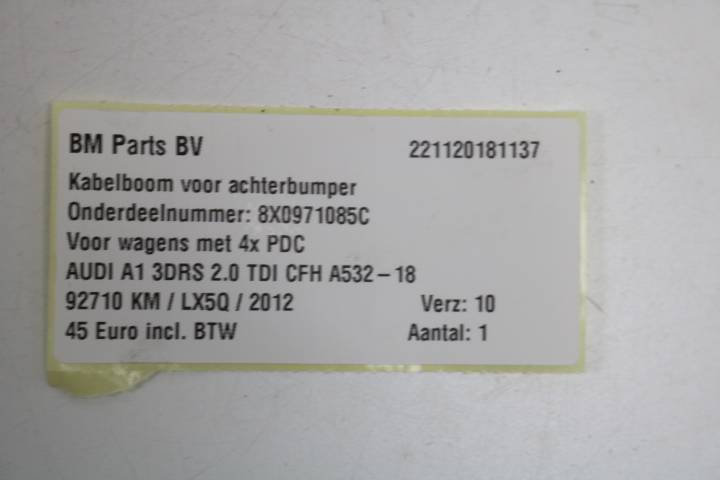 BM Parts BV 221120181137
Kabelboom voor achterbumper
Onderdeelnummer: 8X0971085C
Voor wagens met 4x PDC
AUDI A1 3DRS 2.0 TDI CFH A532-18
92710 KM / LX5Q / 2012 Verz: 10
45 Euro incl. BTW Aantal: 1